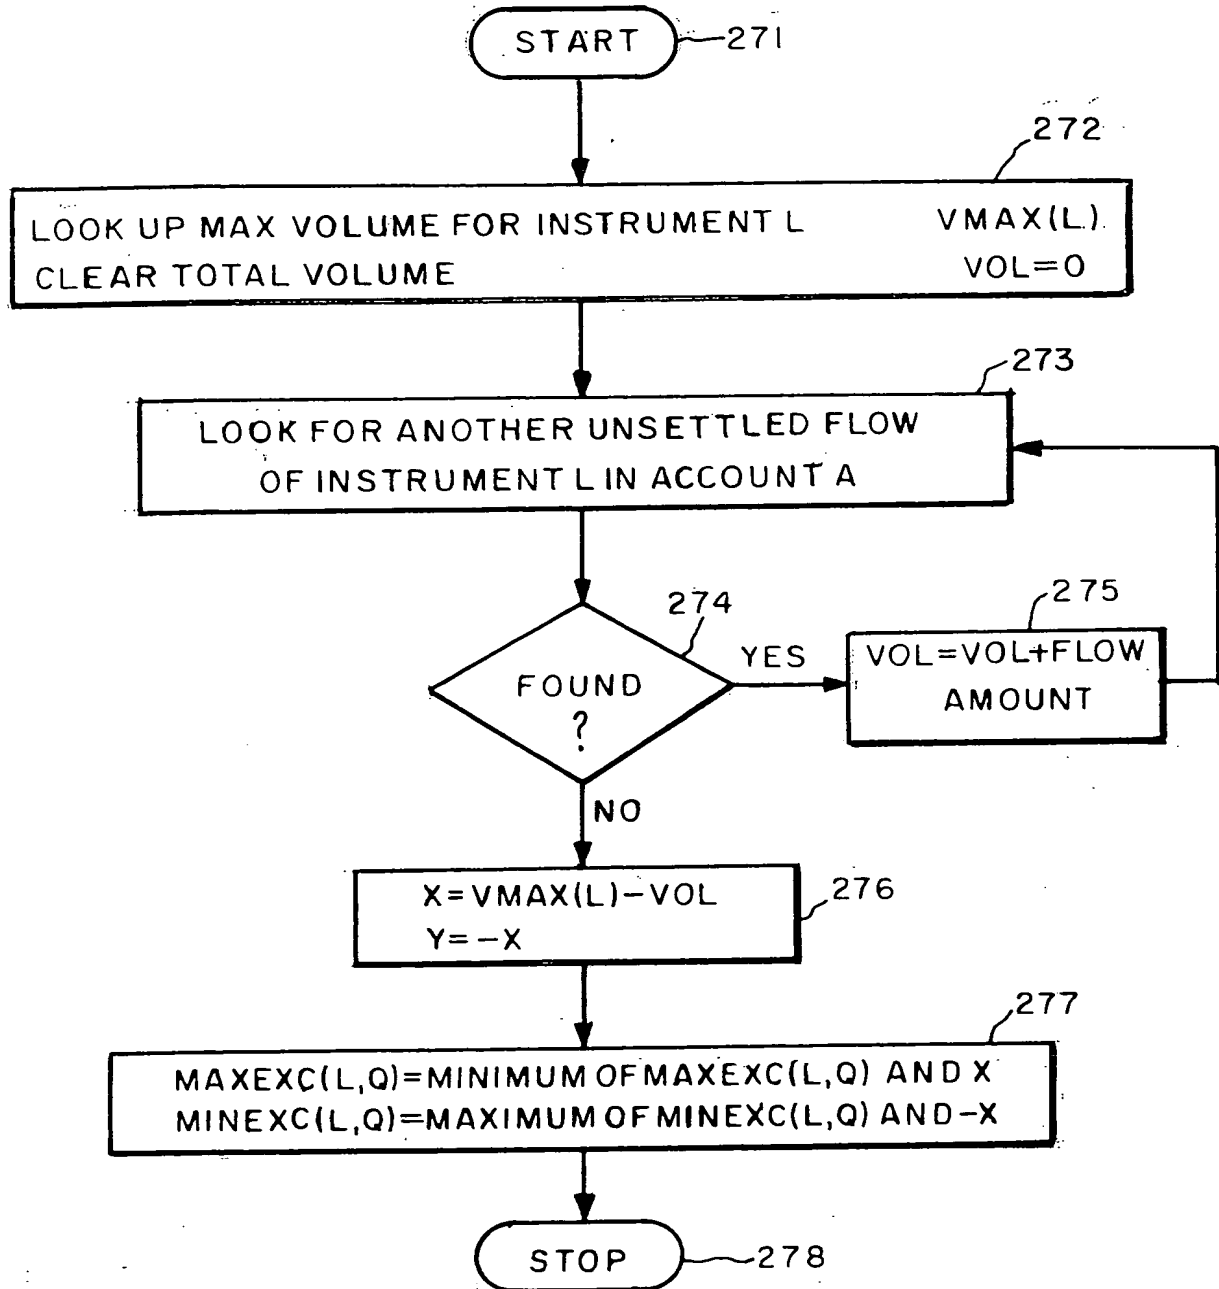 START
271
272
LOOK UP MAX VOLUME FOR INSTRUMENT L VMAX(L)
CLEAR TOTAL VOLUME VOL=0
273
LOOK FOR ANOTHER UNSETTLED FLOW
OF INSTRUMENT L IN ACCOUNT A
274
FOUND
?
YES
275
VOL=VOL+FLOW
AMOUNT
NO
X=VMAX(L)-VOL
Y=-X
276
277
MAXEXC(L,Q)=MINIMUM OF MAXEXC(L,Q) AND X
MINEXC(L,Q)=MAXIMUM OF MINEXC(L,Q) AND-X
STOP
278